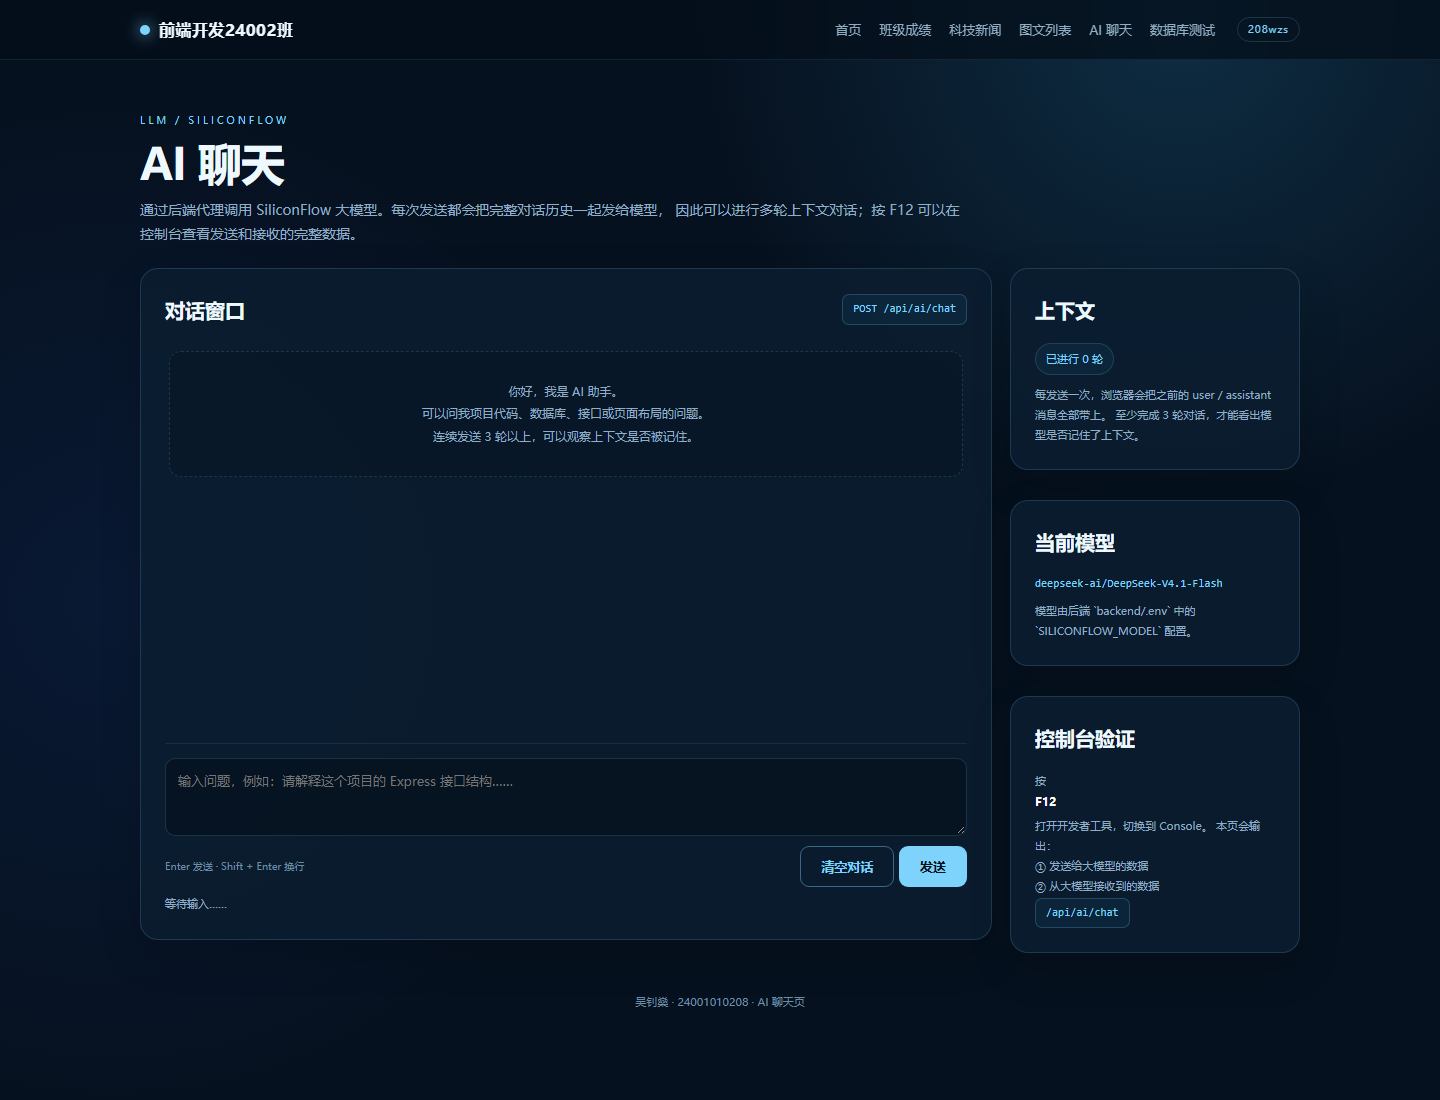 前端开发24002班
首页 班级成绩 科技新闻 图文列表 AI 聊天 数据库测试 208wzs
LLM / SILICONFLOW
AI 聊天
通过后端代理调用 SiliconFlow 大模型。每次发送都会把完整对话历史一起发给模型， 因此可以进行多轮上下文对话；按 F12 可以在
控制台查看发送和接收的完整数据。
对话窗口
POST /api/ai/chat
你好，我是 AI 助手。
可以问我项目代码、数据库、接口或页面布局的问题。
连续发送 3 轮以上，可以观察上下文是否被记住。
输入问题，例如：请解释这个项目的 Express 接口结构……
Enter 发送 · Shift + Enter 换行
清空对话
发送
等待输入……
上下文
已进行 0 轮
每发送一次，浏览器会把之前的 user / assistant
消息全部带上。 至少完成 3 轮对话，才能看出模
型是否记住了上下文。
当前模型
deepseek-ai/DeepSeek-V4.1-Flash
模型由后端 `backend/.env` 中的
`SILICONFLOW_MODEL` 配置。
控制台验证
按
F12
打开开发者工具，切换到 Console。 本页会输
出：
① 发送给大模型的数据
② 从大模型接收到的数据
/api/ai/chat
吴钊燊 · 24001010208 · AI 聊天页